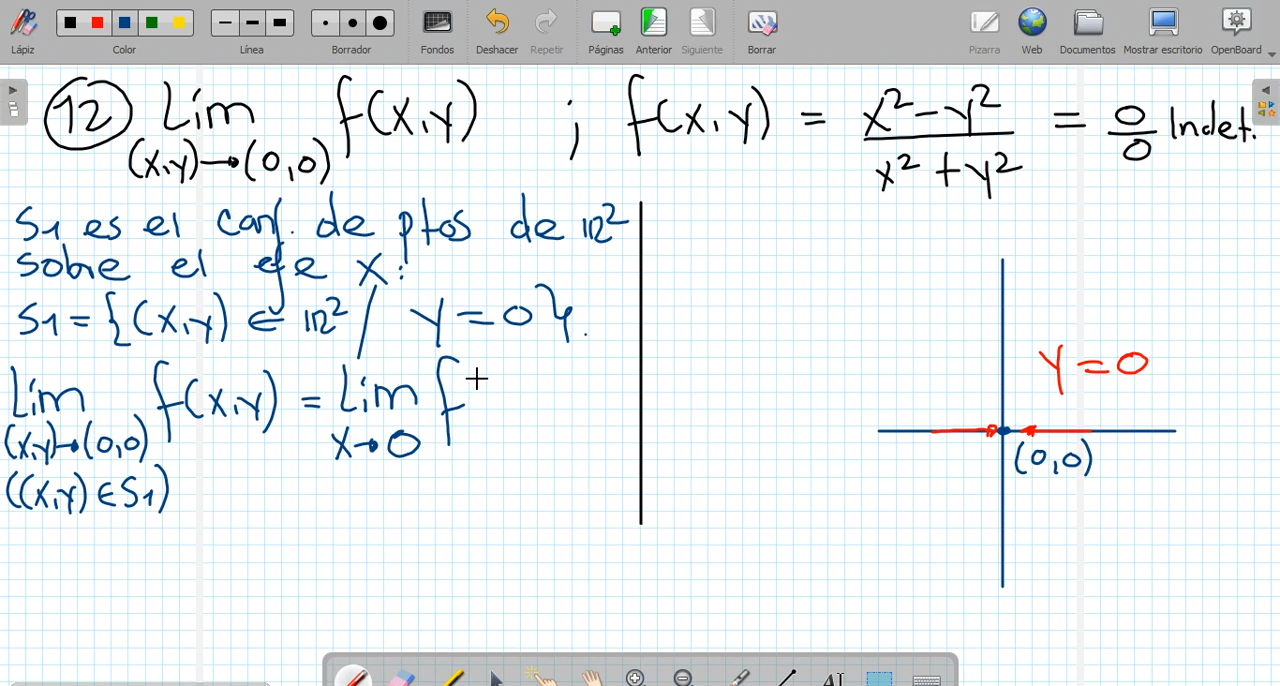 Lápiz Color Línea Borrador Fondos Deshacer Repetir Páginas Anterior Siguiente Borrar Pizarra Web Documentos Mostrar escritorio OpenBoard
12 Lim f(x,y) ; f(x,y) = x²-y² / x²+y² = 0/0 Indet.
(x,y)→(0,0)
S1 es el conj. de ptos de ℝ²
sobre el eje X:
S1 = {(x,y) ∈ ℝ² / y = 0}.
Lim f(x,y) = Lim f
(x,y)→(0,0) x→0
((x,y) ∈ S1)
y = 0
(0,0)
AI